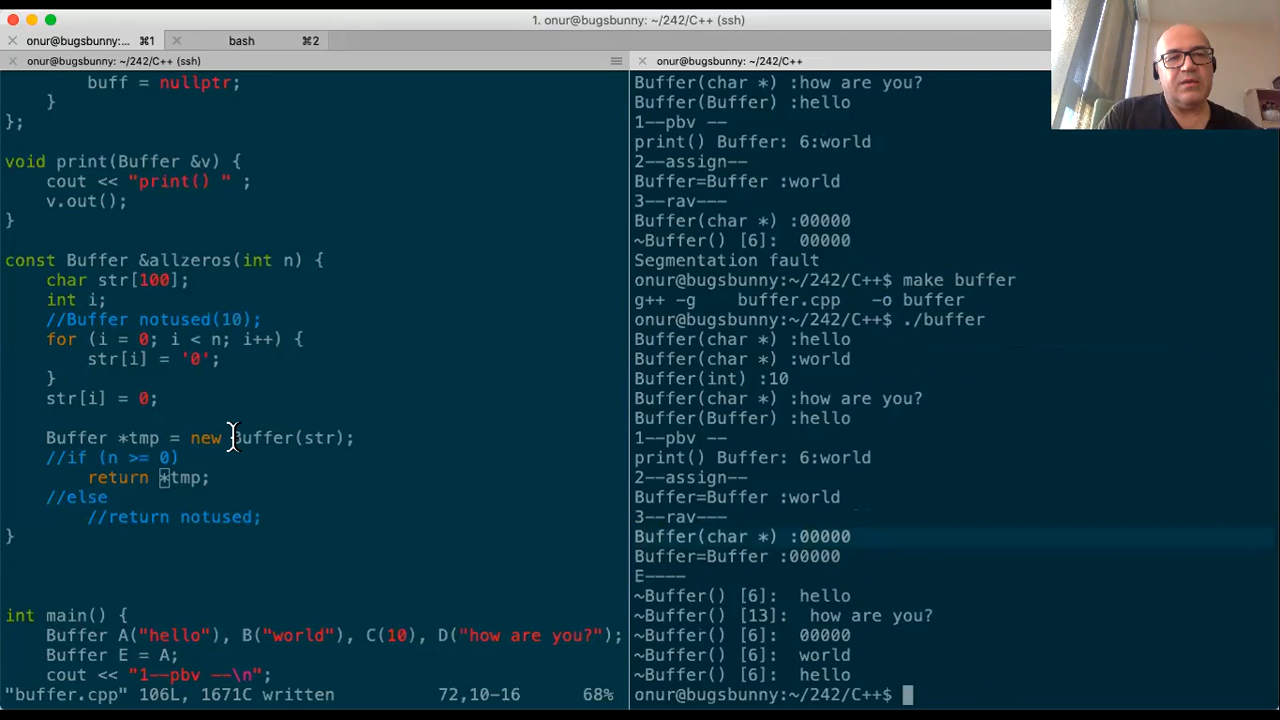 1. onur@bugsbunny: ~/242/C++ (ssh)
onur@bugsbunny:... ⌘1
bash ⌘2
onur@bugsbunny: ~/242/C++ (ssh)
buff = nullptr;
}
};
void print(Buffer &v) {
cout << "print() " ;
v.out();
}
const Buffer &allzeros(int n) {
char str[100];
int i;
//Buffer notused(10);
for (i = 0; i < n; i++) {
str[i] = '0';
}
str[i] = 0;
Buffer *tmp = new Buffer(str);
//if (n >= 0)
return *tmp;
//else
//return notused;
}
int main() {
Buffer A("hello"), B("world"), C(10), D("how are you?");
Buffer E = A;
cout << "1--pbv --\n";
"buffer.cpp" 106L, 1671C written 72,10-16 68%
onur@bugsbunny: ~/242/C++
Buffer(char *) :how are you?
Buffer(Buffer) :hello
1--pbv --
print() Buffer: 6:world
2--assign--
Buffer=Buffer :world
3--rav---
Buffer(char *) :00000
~Buffer() [6]:  00000
Segmentation fault
onur@bugsbunny:~/242/C++$ make buffer
g++ -g    buffer.cpp   -o buffer
onur@bugsbunny:~/242/C++$ ./buffer
Buffer(char *) :hello
Buffer(char *) :world
Buffer(int) :10
Buffer(char *) :how are you?
Buffer(Buffer) :hello
1--pbv --
print() Buffer: 6:world
2--assign--
Buffer=Buffer :world
3--rav---
Buffer(char *) :00000
Buffer=Buffer :00000
E----
~Buffer() [6]:  hello
~Buffer() [13]:  how are you?
~Buffer() [6]:  00000
~Buffer() [6]:  world
~Buffer() [6]:  hello
onur@bugsbunny:~/242/C++$